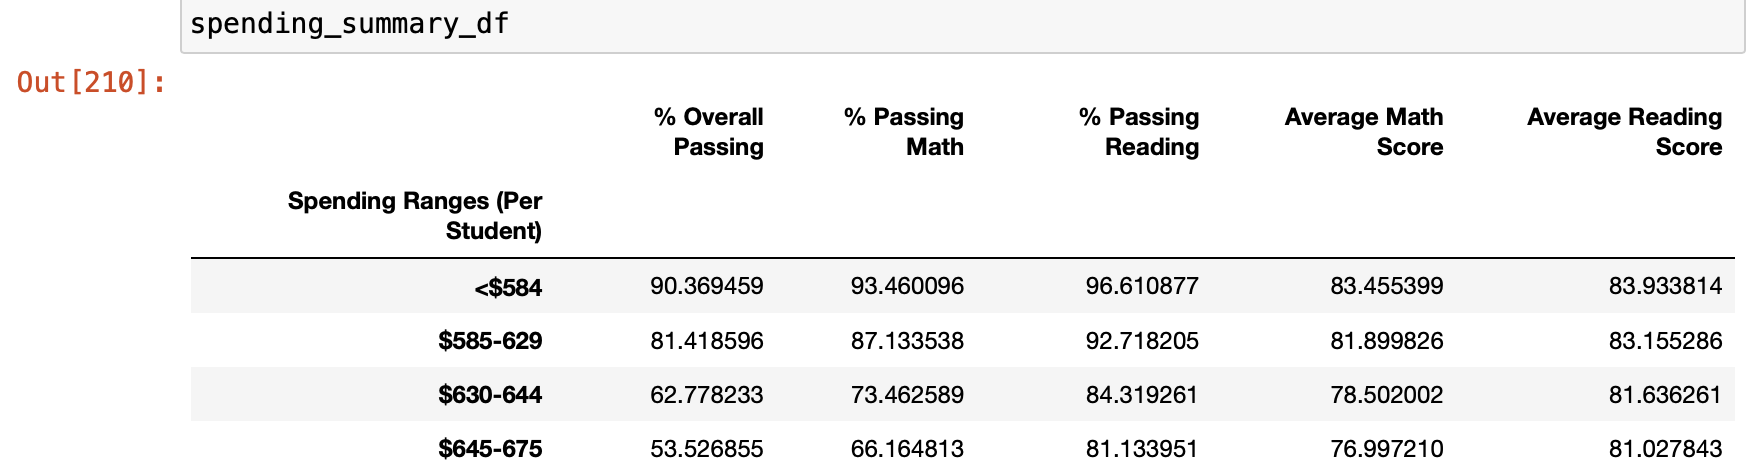 spending_summary_df
Out[210]:
% Overall Passing % Passing Math % Passing Reading Average Math Score Average Reading Score
Spending Ranges (Per Student)
<$584 90.369459 93.460096 96.610877 83.455399 83.933814
$585-629 81.418596 87.133538 92.718205 81.899826 83.155286
$630-644 62.778233 73.462589 84.319261 78.502002 81.636261
$645-675 53.526855 66.164813 81.133951 76.997210 81.027843